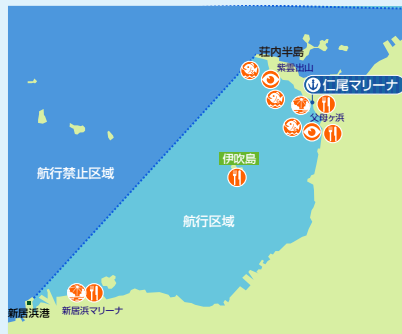 荘内半島
紫雲出山
仁尾マリーナ
父母ヶ浜
伊吹島
航行禁止区域
航行区域
新居浜港
新居浜マリーナ